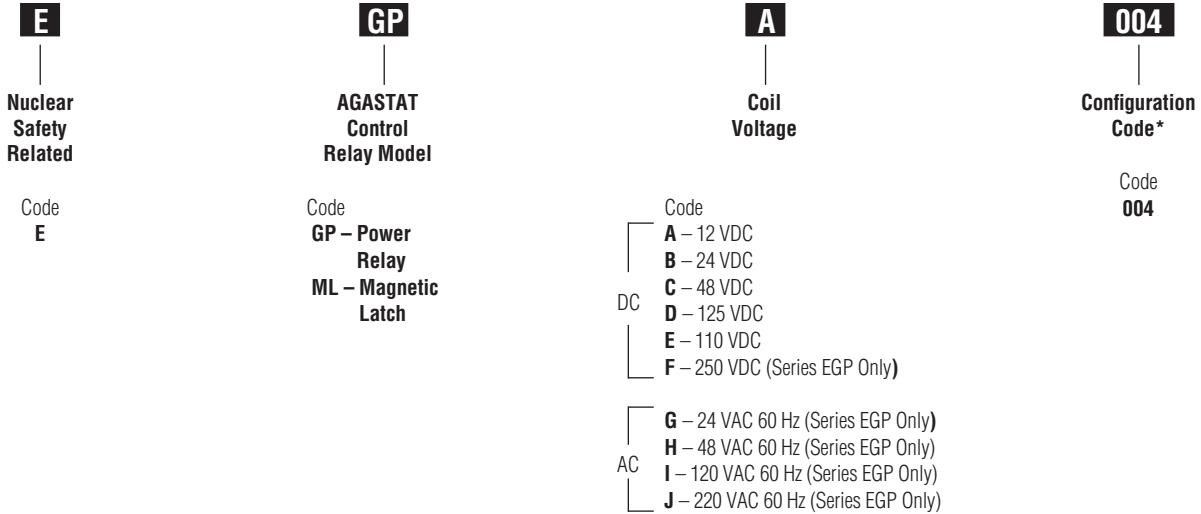 E
GP
A
004
Nuclear
Safety
Related
Code
E
AGASTAT
Control
Relay Model
Code
GP – Power
Relay
ML – Magnetic
Latch
Coil
Voltage
Code
DC
A – 12 VDC
B – 24 VDC
C – 48 VDC
D – 125 VDC
E – 110 VDC
F – 250 VDC (Series EGP Only)
AC
G – 24 VAC 60 Hz (Series EGP Only)
H – 48 VAC 60 Hz (Series EGP Only)
I – 120 VAC 60 Hz (Series EGP Only)
J – 220 VAC 60 Hz (Series EGP Only)
Configuration
Code*
Code
004